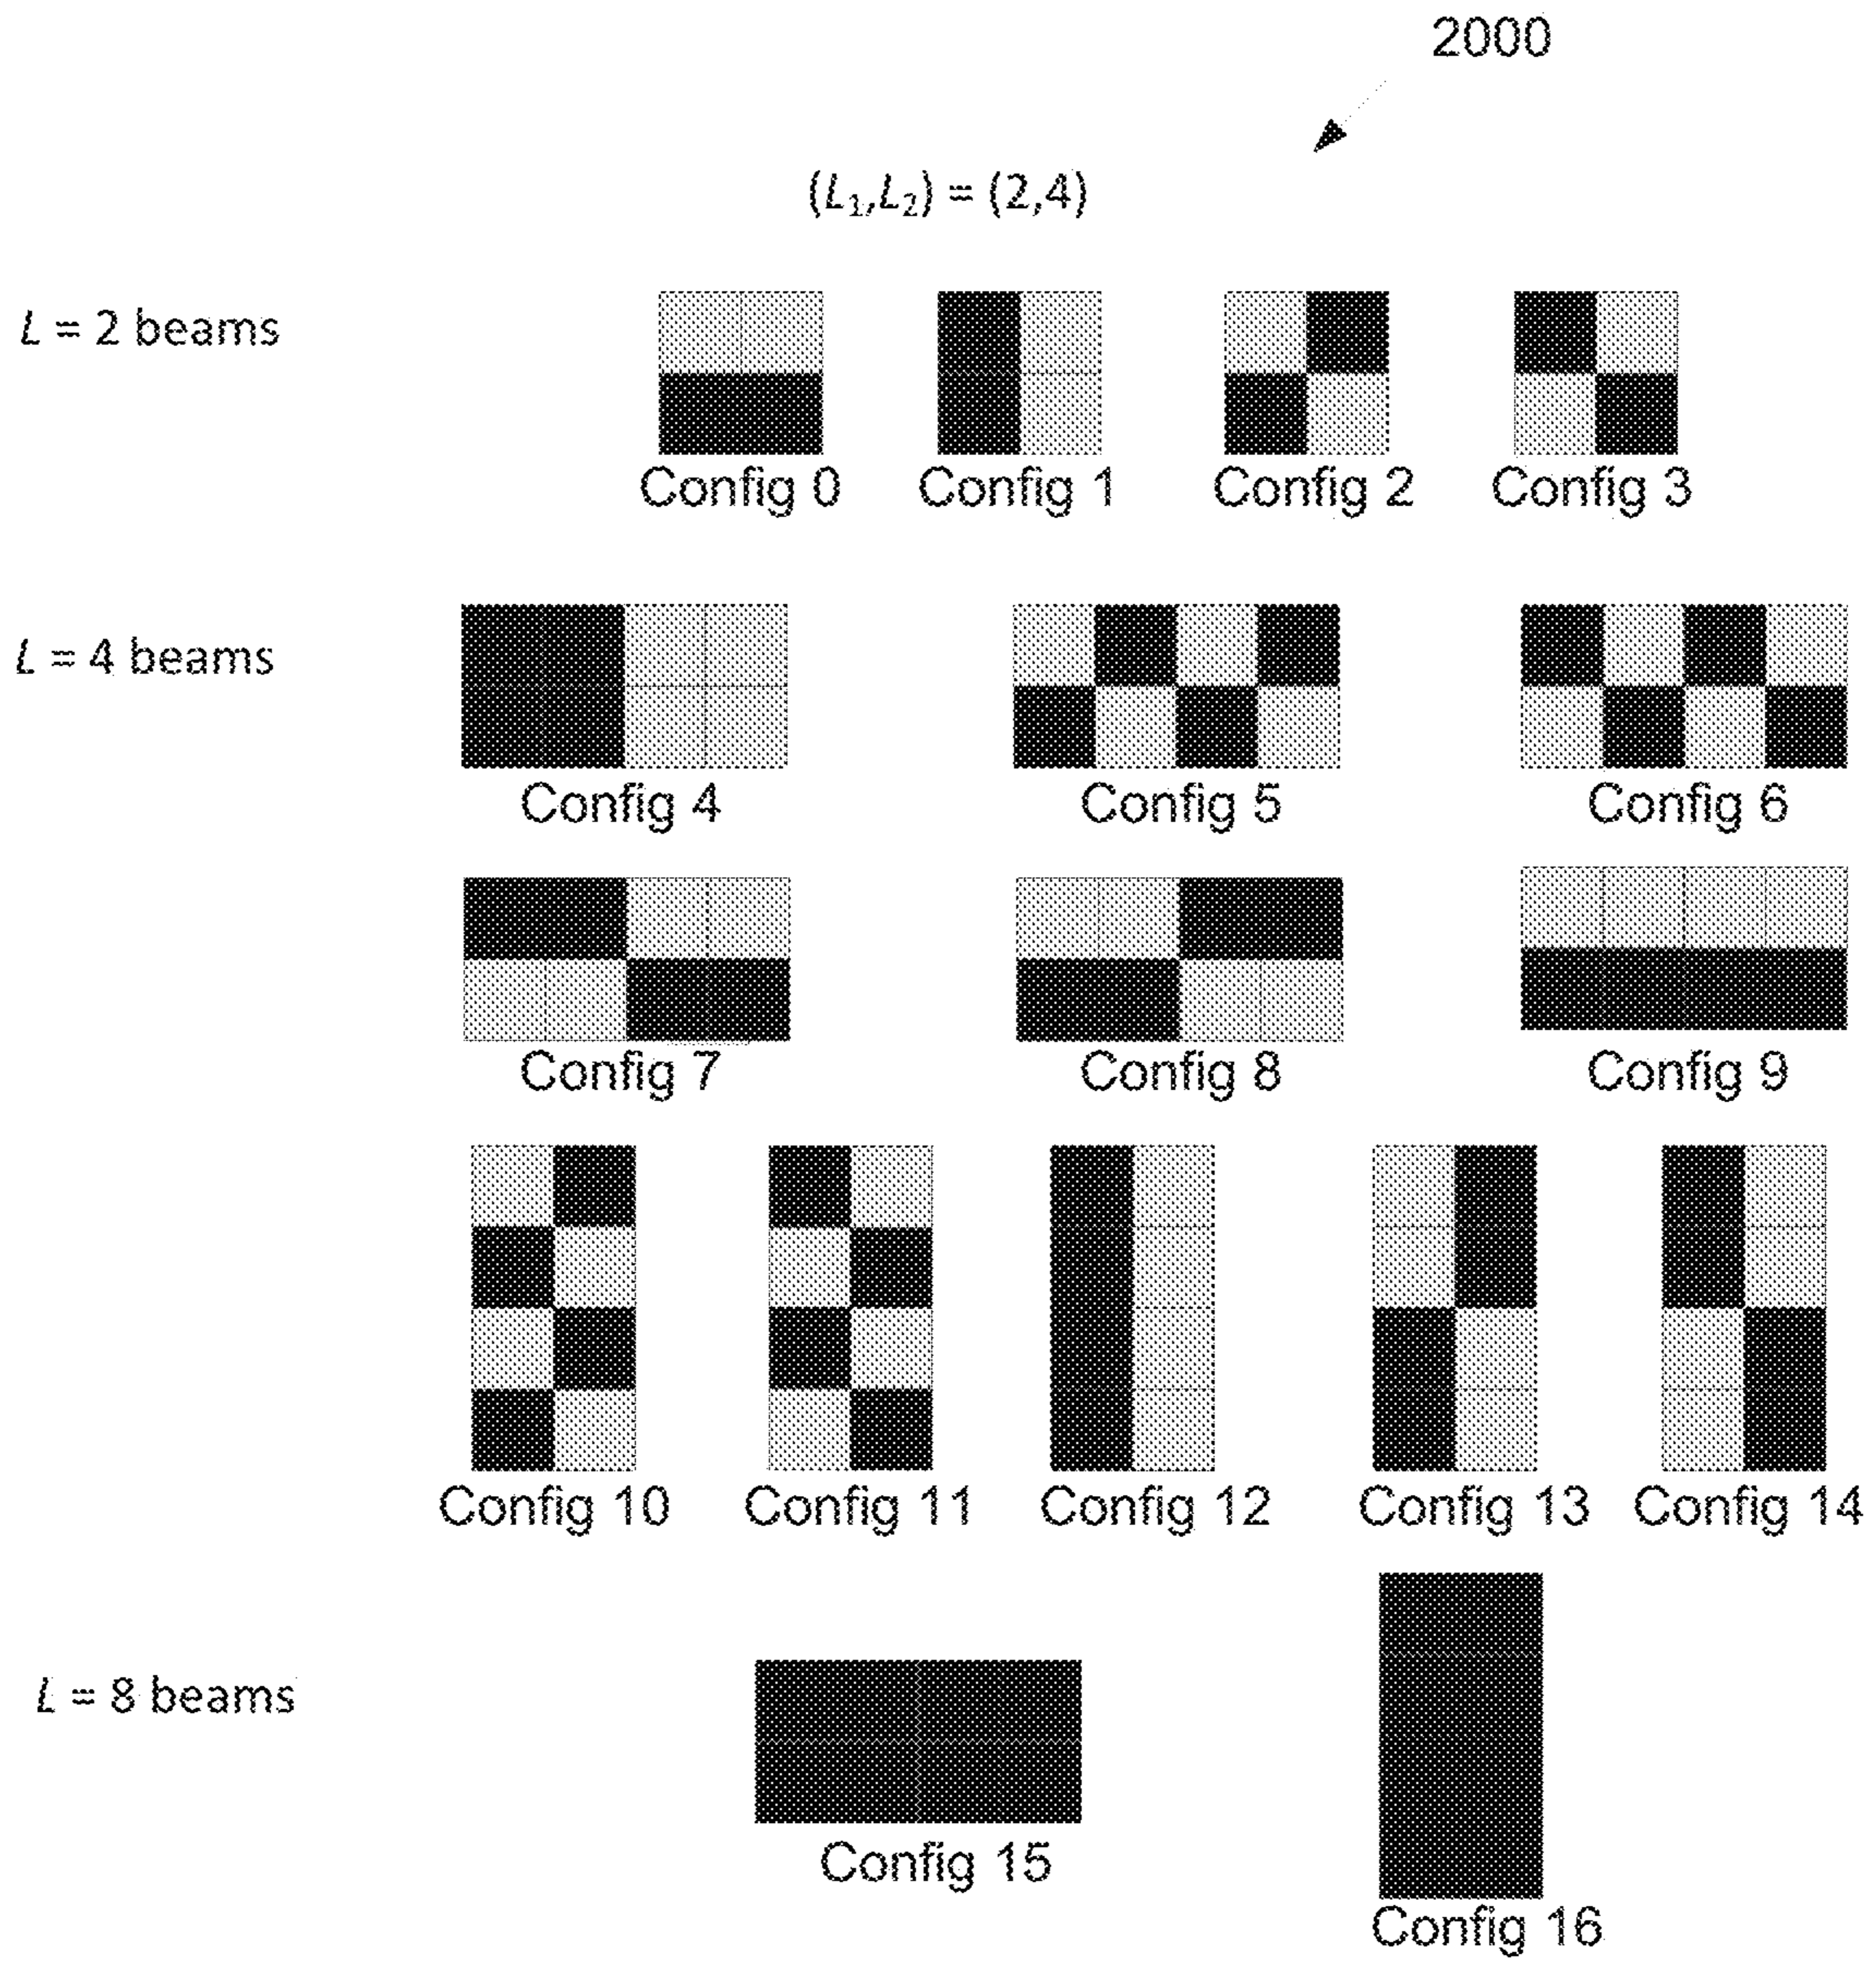 2000
(L₁,L₂) = (2,4)
L = 2 beams
Config 0 Config 1 Config 2 Config 3
L = 4 beams
Config 4 Config 5 Config 6
Config 7 Config 8 Config 9
Config 10 Config 11 Config 12 Config 13 Config 14
L = 8 beams
Config 15
Config 16